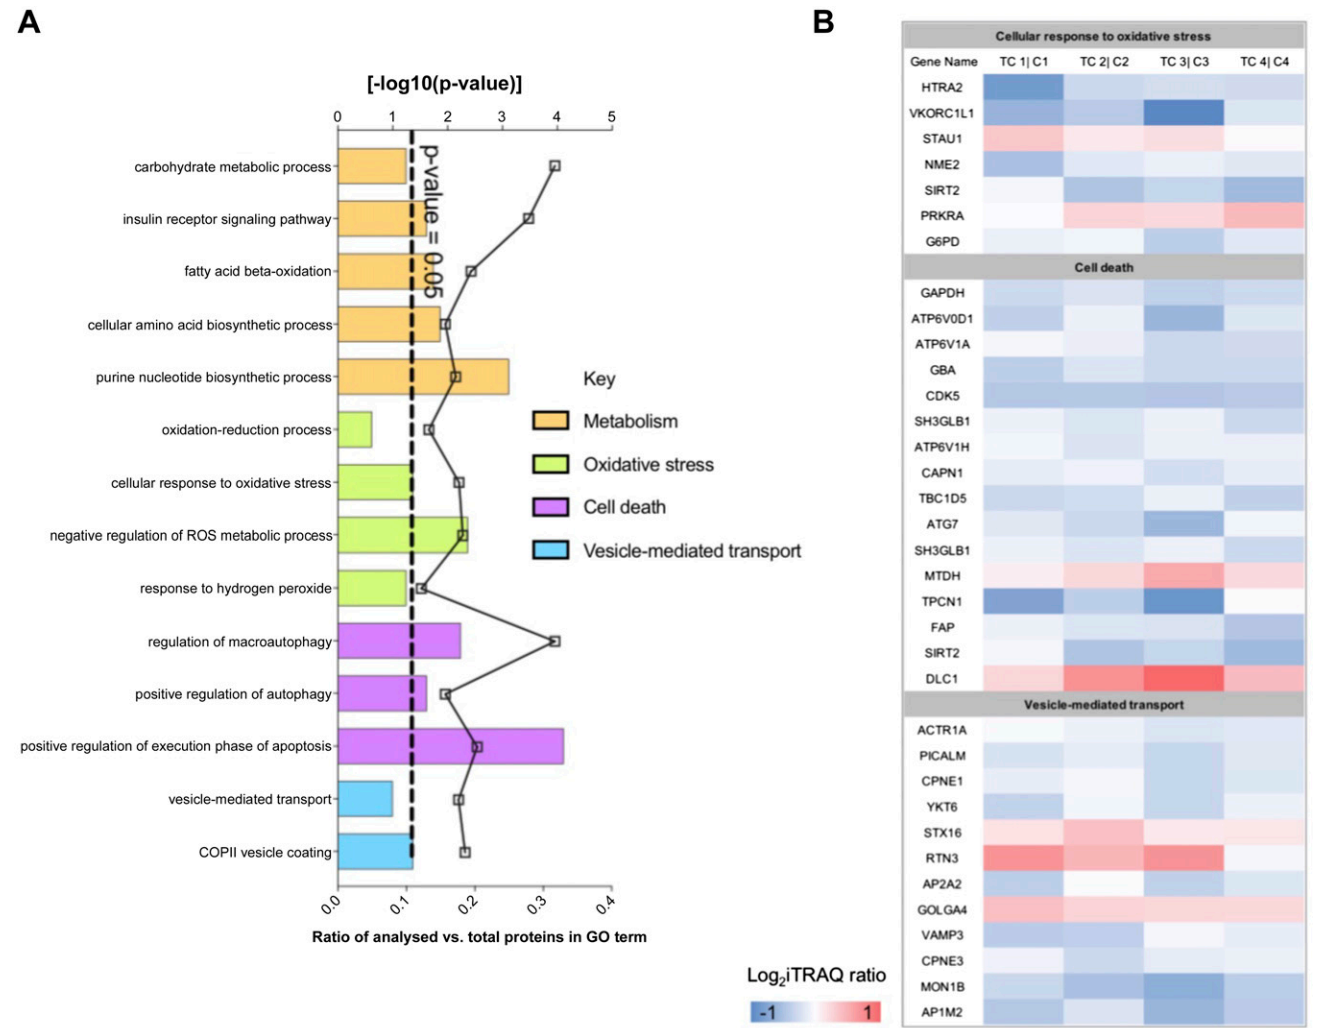 A
[-log10(p-value)]
0 1 2 3 4 5
p-value = 0.05
carbohydrate metabolic process
insulin receptor signaling pathway
fatty acid beta-oxidation
cellular amino acid biosynthetic process
purine nucleotide biosynthetic process
oxidation-reduction process
cellular response to oxidative stress
negative regulation of ROS metabolic process
response to hydrogen peroxide
regulation of macroautophagy
positive regulation of autophagy
positive regulation of execution phase of apoptosis
vesicle-mediated transport
COPII vesicle coating
0.0 0.1 0.2 0.3 0.4
Ratio of analysed vs. total proteins in GO term
Key
Metabolism
Oxidative stress
Cell death
Vesicle-mediated transport
B
Cellular response to oxidative stress
Gene Name TC 1| C1 TC 2| C2 TC 3| C3 TC 4| C4
HTRA2
VKORC1L1
STAU1
NME2
SIRT2
PRKRA
G6PD
Cell death
GAPDH
ATP6V0D1
ATP6V1A
GBA
CDK5
SH3GLB1
ATP6V1H
CAPN1
TBC1D5
ATG7
SH3GLB1
MTDH
TPCN1
FAP
SIRT2
DLC1
Vesicle-mediated transport
ACTR1A
PICALM
CPNE1
YKT6
STX16
RTN3
AP2A2
GOLGA4
VAMP3
CPNE3
MON1B
AP1M2
Log2iTRAQ ratio
-1 1